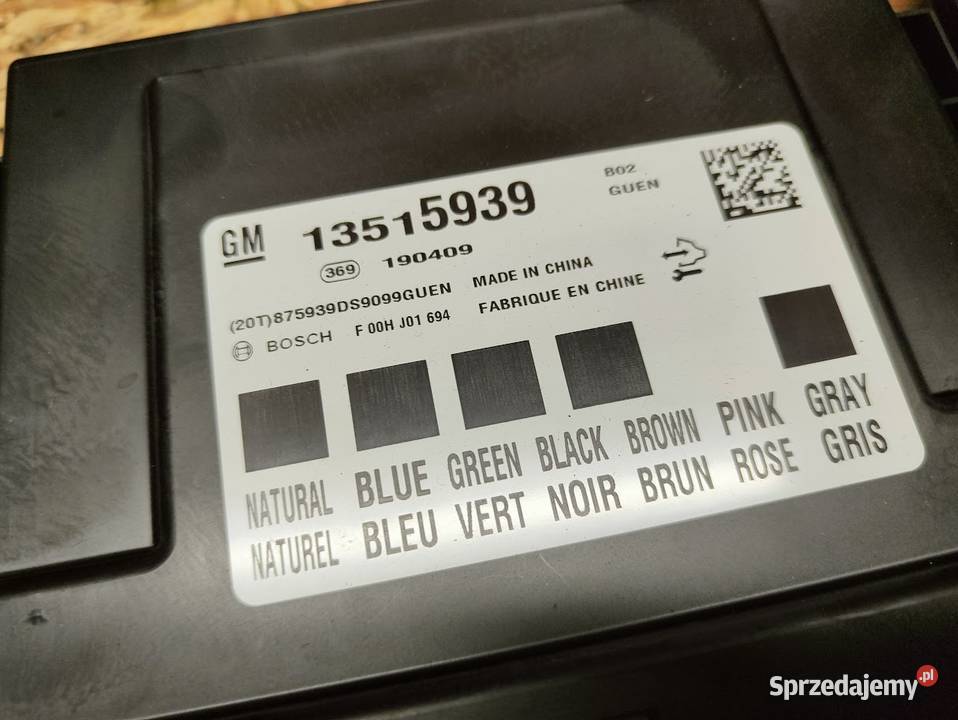 B02
GUEN
GM 13515939
369 190409
(20T)875939DS9099GUEN MADE IN CHINA
BOSCH F 00H J01 694 FABRIQUE EN CHINE
NATURAL BLUE GREEN BLACK BROWN PINK GRAY
NATUREL BLEU VERT NOIR BRUN ROSE GRIS
Sprzedajemy.pl